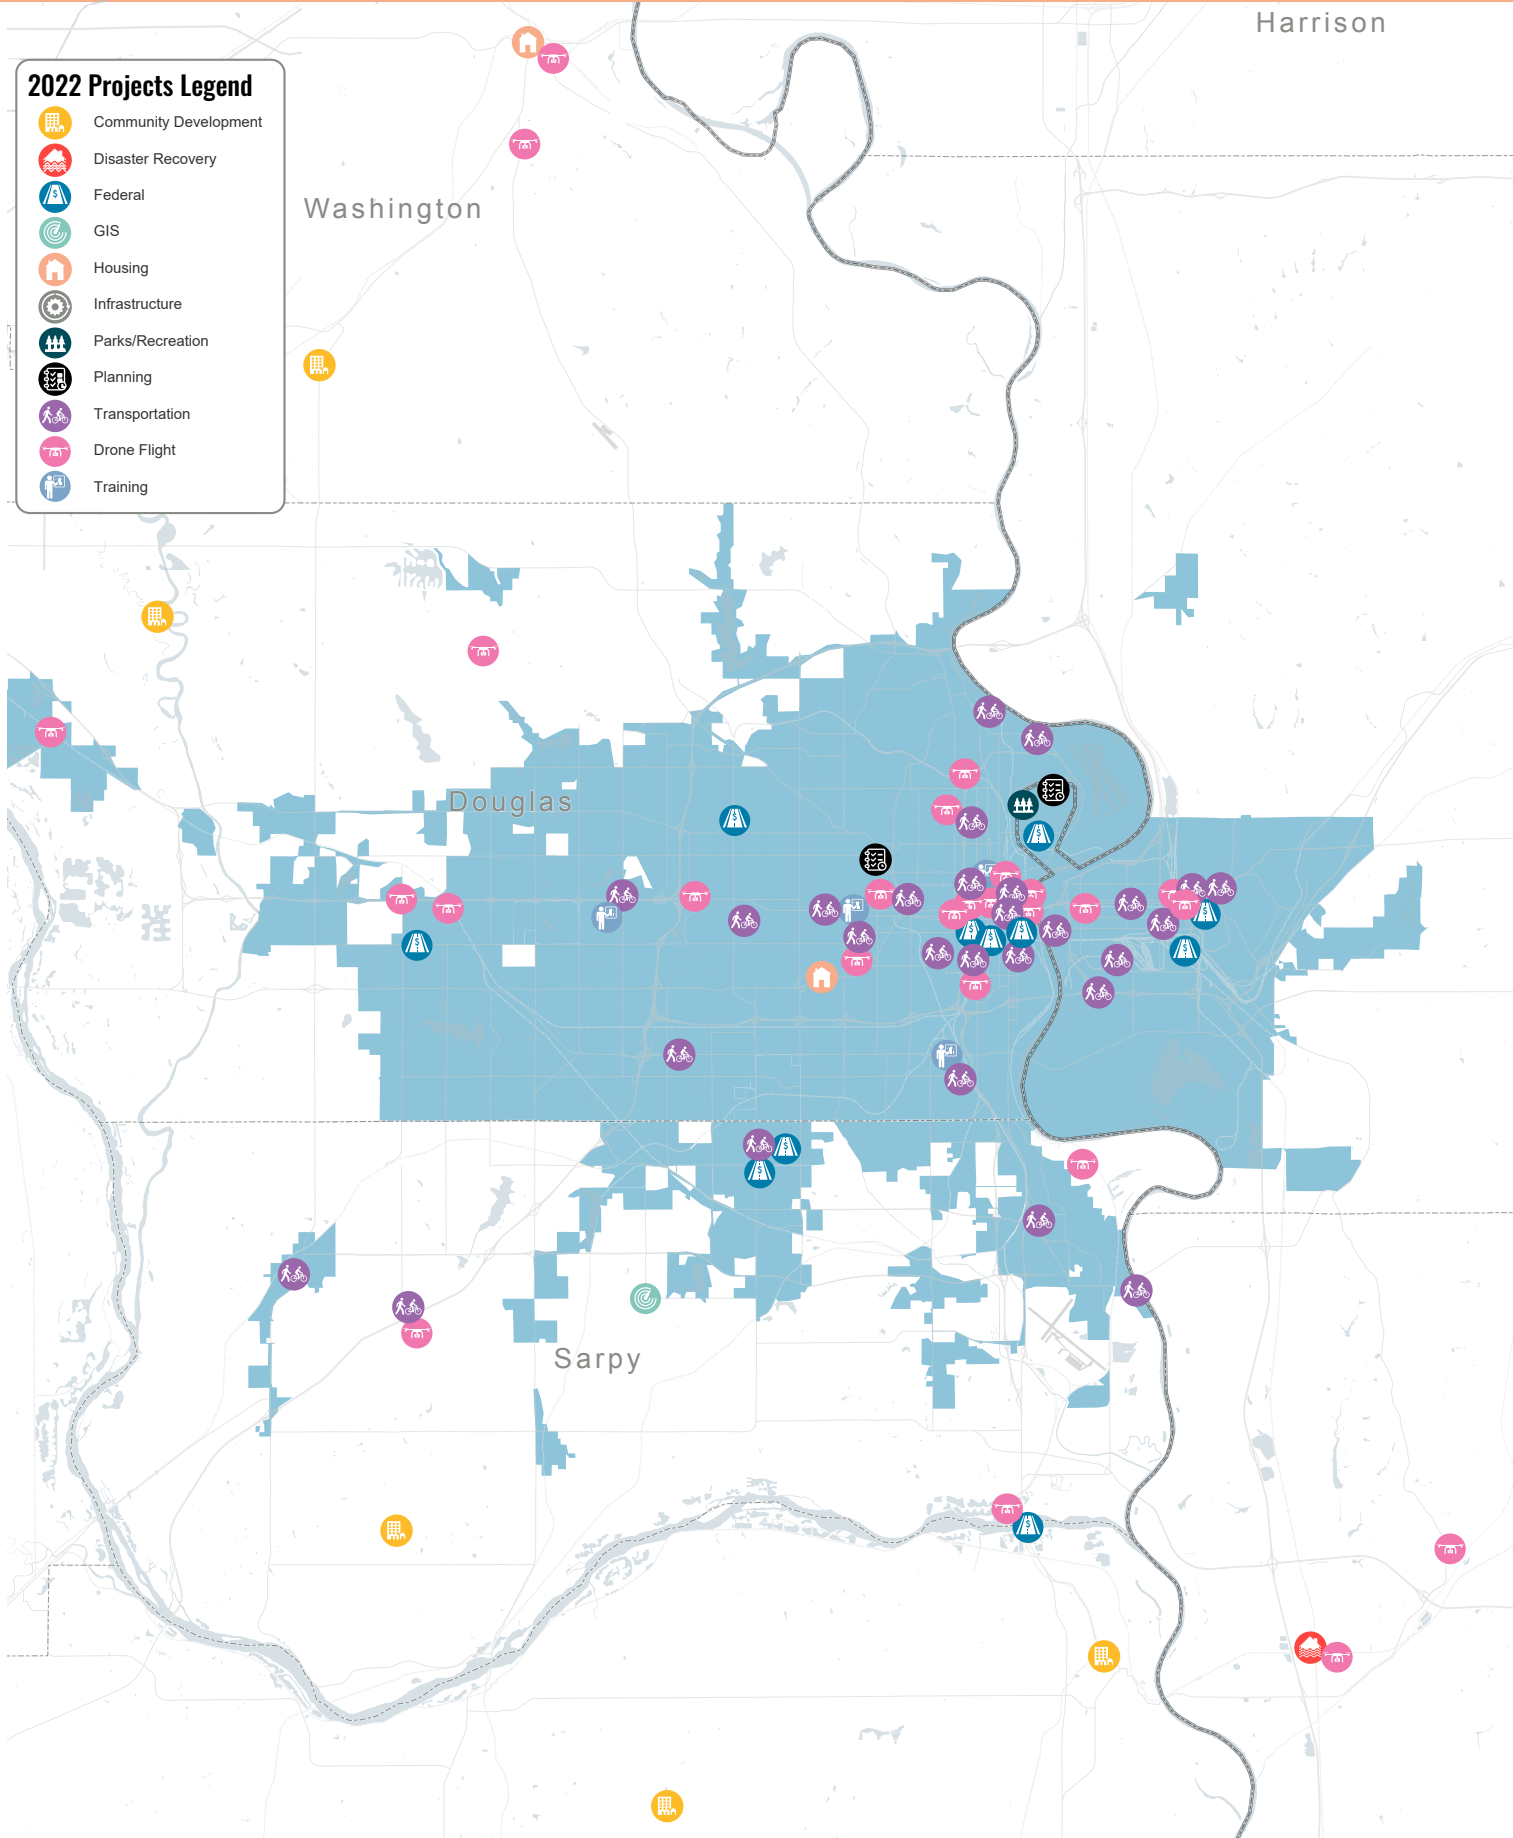 Harrison
2022 Projects Legend
Community Development
Disaster Recovery
Federal
GIS
Housing
Infrastructure
Parks/Recreation
Planning
Transportation
Drone Flight
Training
Washington
Douglas
Sarpy